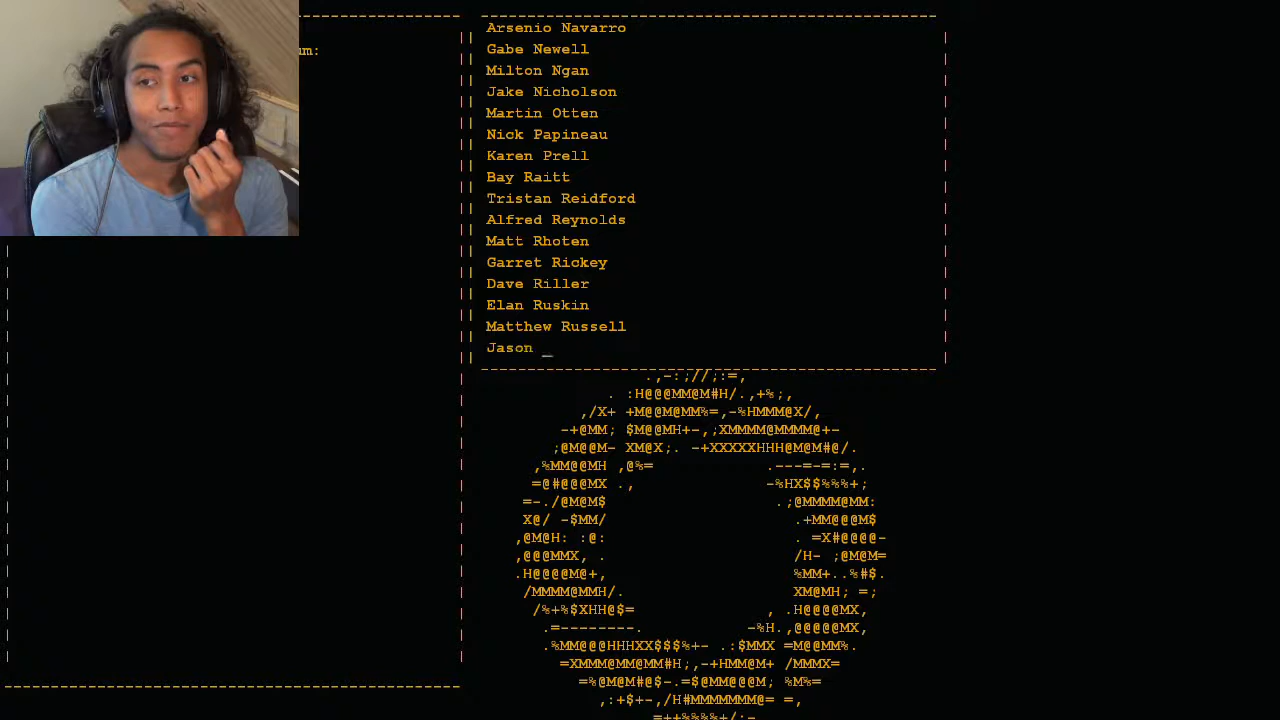 um:
Arsenio Navarro
Gabe Newell
Milton Ngan
Jake Nicholson
Martin Otten
Nick Papineau
Karen Prell
Bay Raitt
Tristan Reidford
Alfred Reynolds
Matt Rhoten
Garret Rickey
Dave Riller
Elan Ruskin
Matthew Russell
Jason _